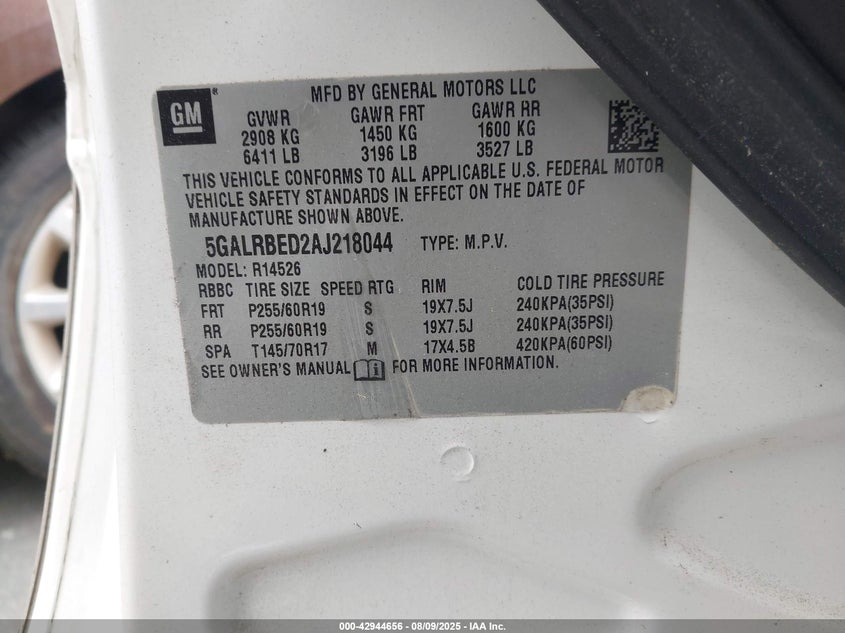 GM ®
MFD BY GENERAL MOTORS LLC
GVWR GAWR FRT GAWR RR
2908 KG 1450 KG 1600 KG
6411 LB 3196 LB 3527 LB
THIS VEHICLE CONFORMS TO ALL APPLICABLE U.S. FEDERAL MOTOR
VEHICLE SAFETY STANDARDS IN EFFECT ON THE DATE OF
MANUFACTURE SHOWN ABOVE.
5GALRBED2AJ218044 TYPE: M.P.V.
MODEL: R14526
RBBC TIRE SIZE SPEED RTG RIM COLD TIRE PRESSURE
FRT P255/60R19 S 19X7.5J 240KPA(35PSI)
RR P255/60R19 S 19X7.5J 240KPA(35PSI)
SPA T145/70R17 M 17X4.5B 420KPA(60PSI)
SEE OWNER'S MANUAL i FOR MORE INFORMATION.
000-42944656 - 08/09/2025 - IAA Inc.